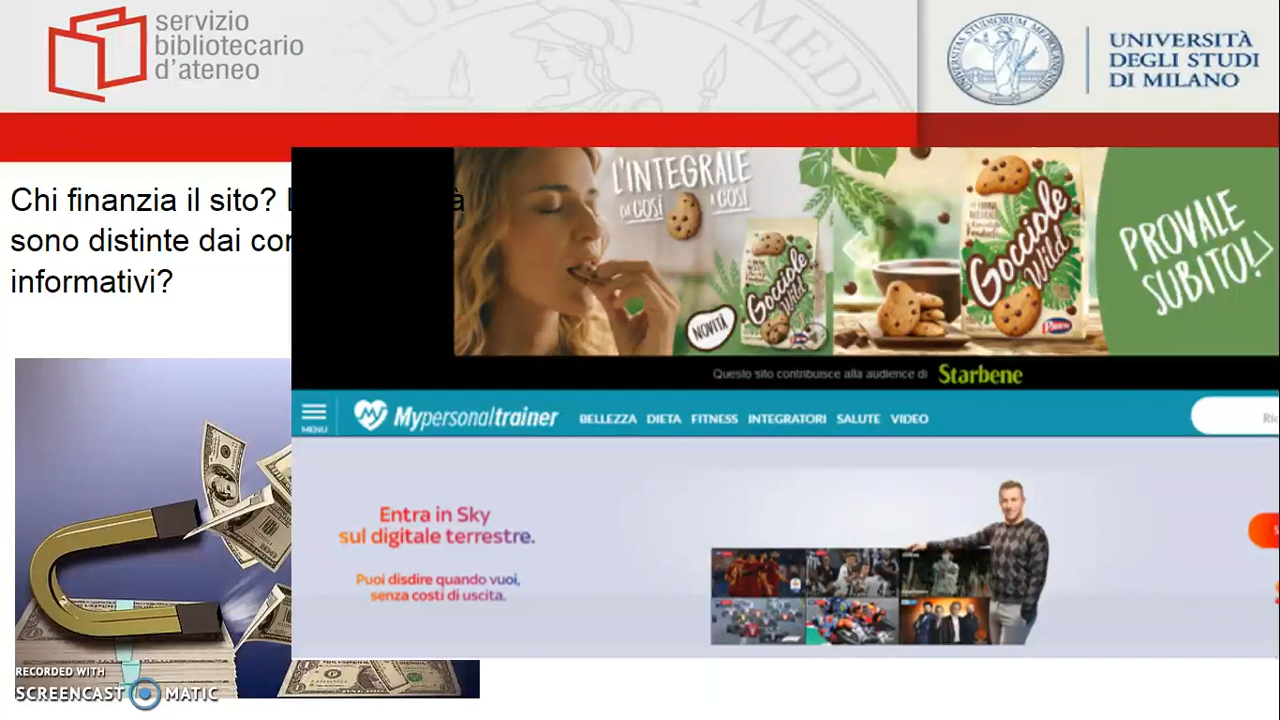 servizio
bibliotecario
d'ateneo
UNIVERSITÀ
DEGLI STUDI
DI MILANO
Chi finanzia il sito?
sono distinte dai
informativi?
L'INTEGRALE
DA COSÌ A COSÌ
NOVITÀ
Gocciole
Wild
Gocciole
Wild
PROVALE
SUBITO!
Questo sito contribuisce alla audience di Starbene
MENU
Mypersonaltrainer
BELLEZZA DIETA FITNESS INTEGRATORI SALUTE VIDEO
Entra in Sky
sul digitale terrestre.
Puoi disdire quando vuoi,
senza costi di uscita.
RECORDED WITH
SCREENCAST MATIC